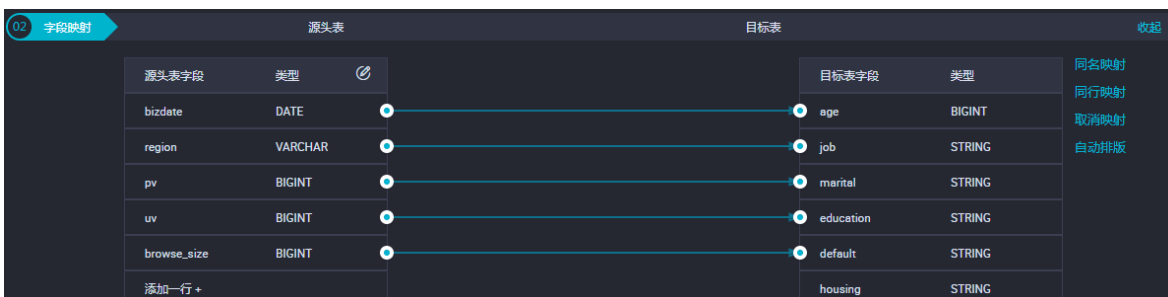 02 字段映射 源头表 目标表 收起
源头表字段 类型 目标表字段 类型 同名映射
同行映射
bizdate DATE age BIGINT
取消映射
region VARCHAR job STRING 自动排版
pv BIGINT marital STRING
uv BIGINT education STRING
browse_size BIGINT default STRING
添加一行 + housing STRING